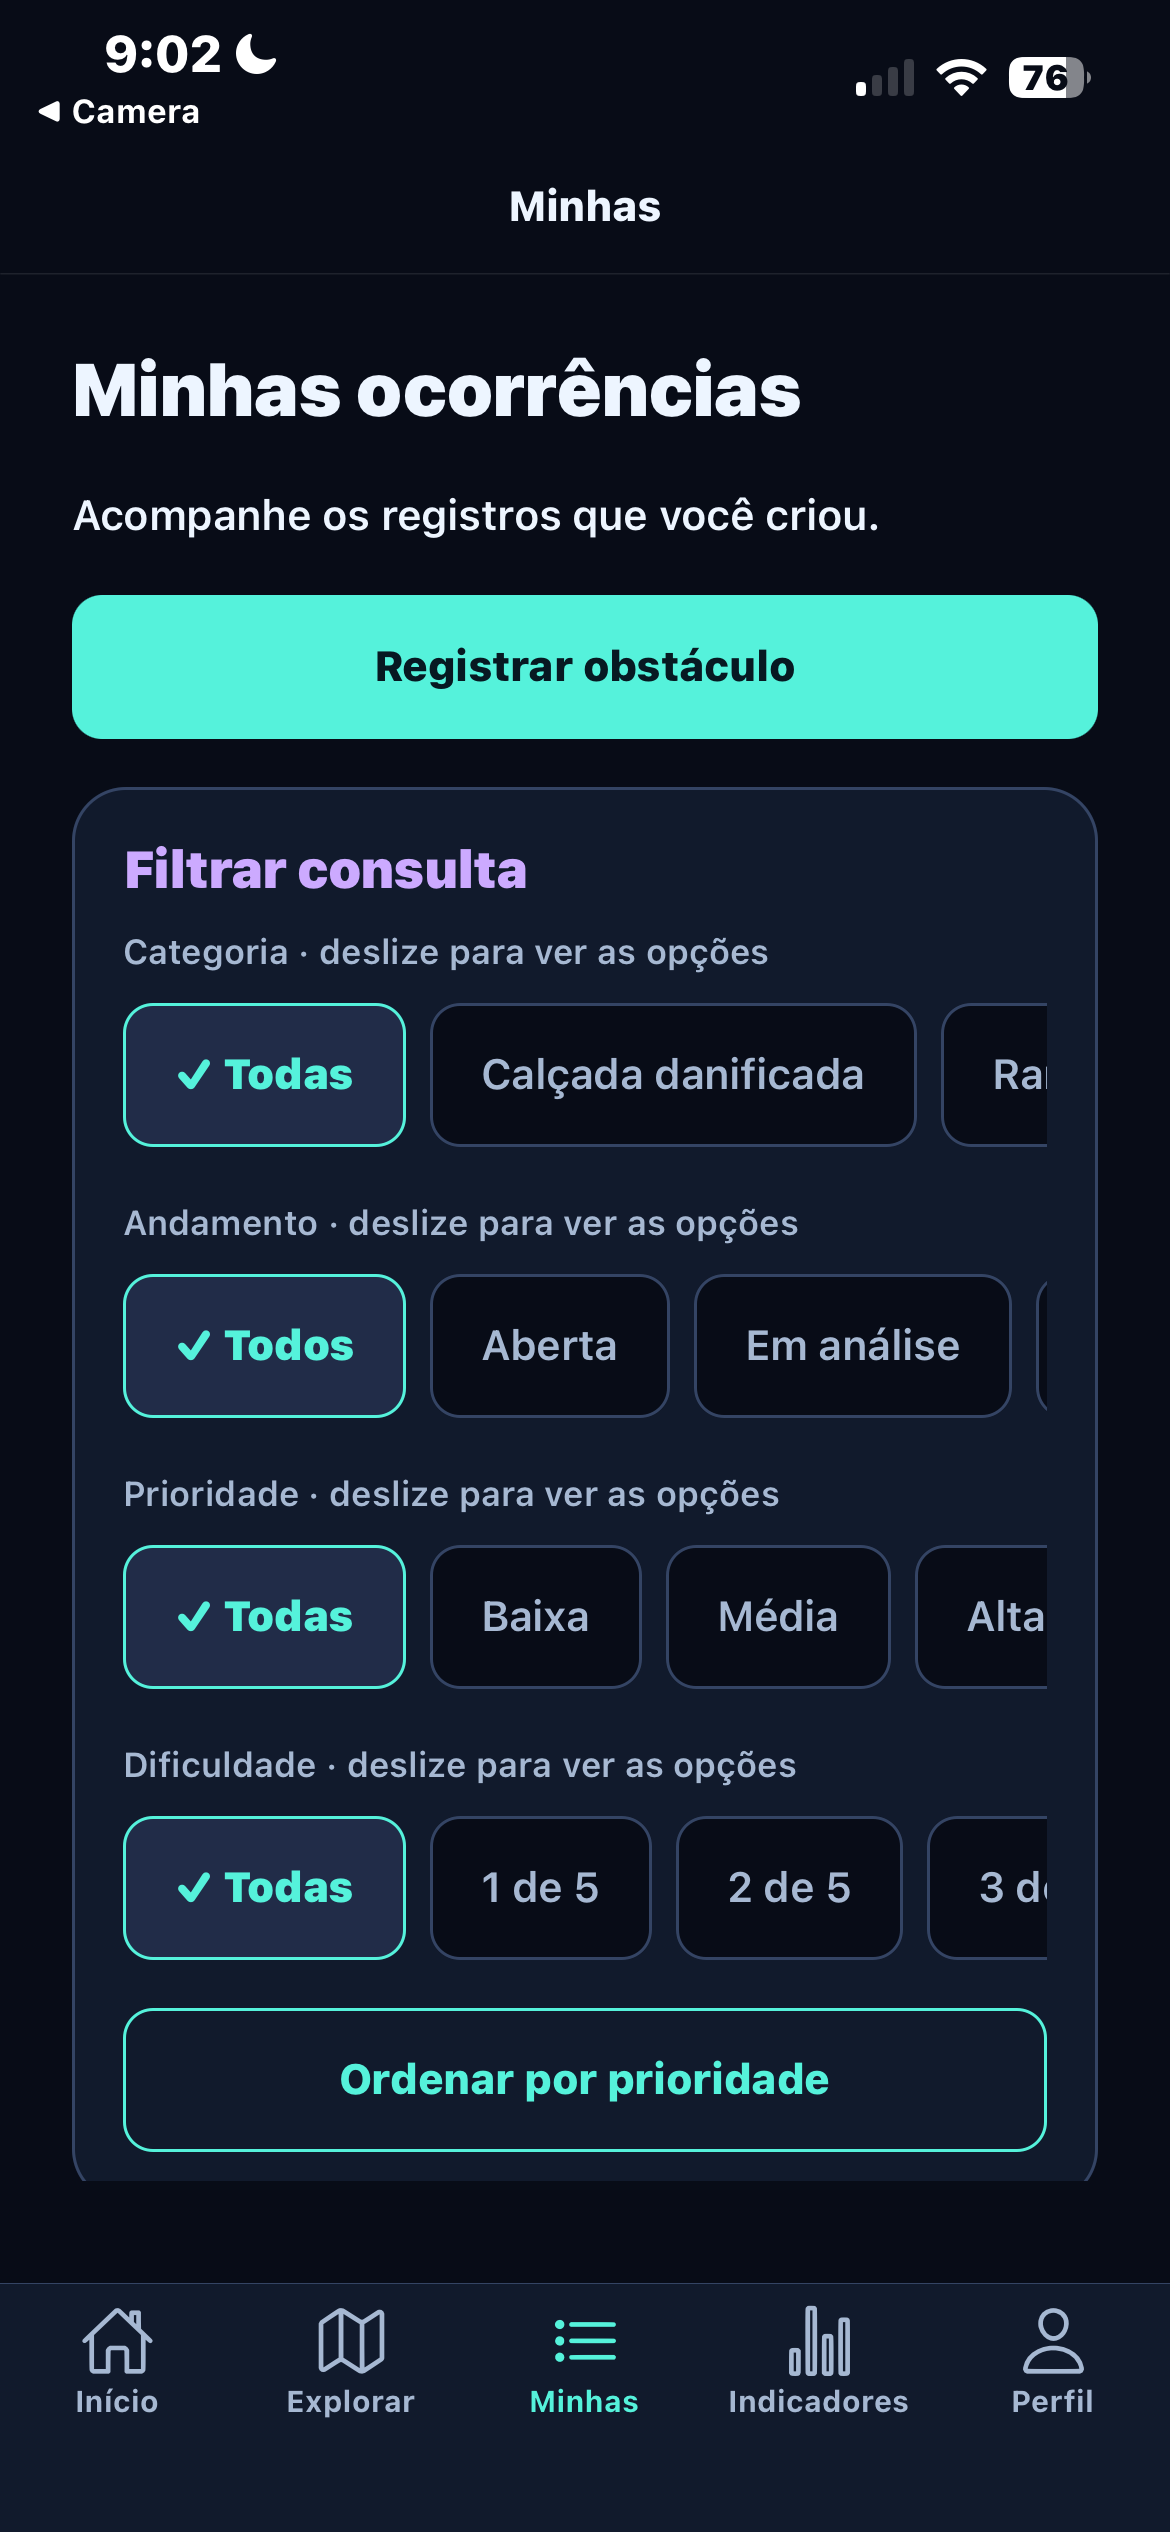 9:02
76
Camera
Minhas
Minhas ocorrências
Acompanhe os registros que você criou.
Registrar obstáculo
Filtrar consulta
Categoria · deslize para ver as opções
✓ Todas Calçada danificada
Andamento · deslize para ver as opções
✓ Todos Aberta Em análise
Prioridade · deslize para ver as opções
✓ Todas Baixa Média Alta
Dificuldade · deslize para ver as opções
✓ Todas 1 de 5 2 de 5 3
Ordenar por prioridade
Início Explorar Minhas Indicadores Perfil